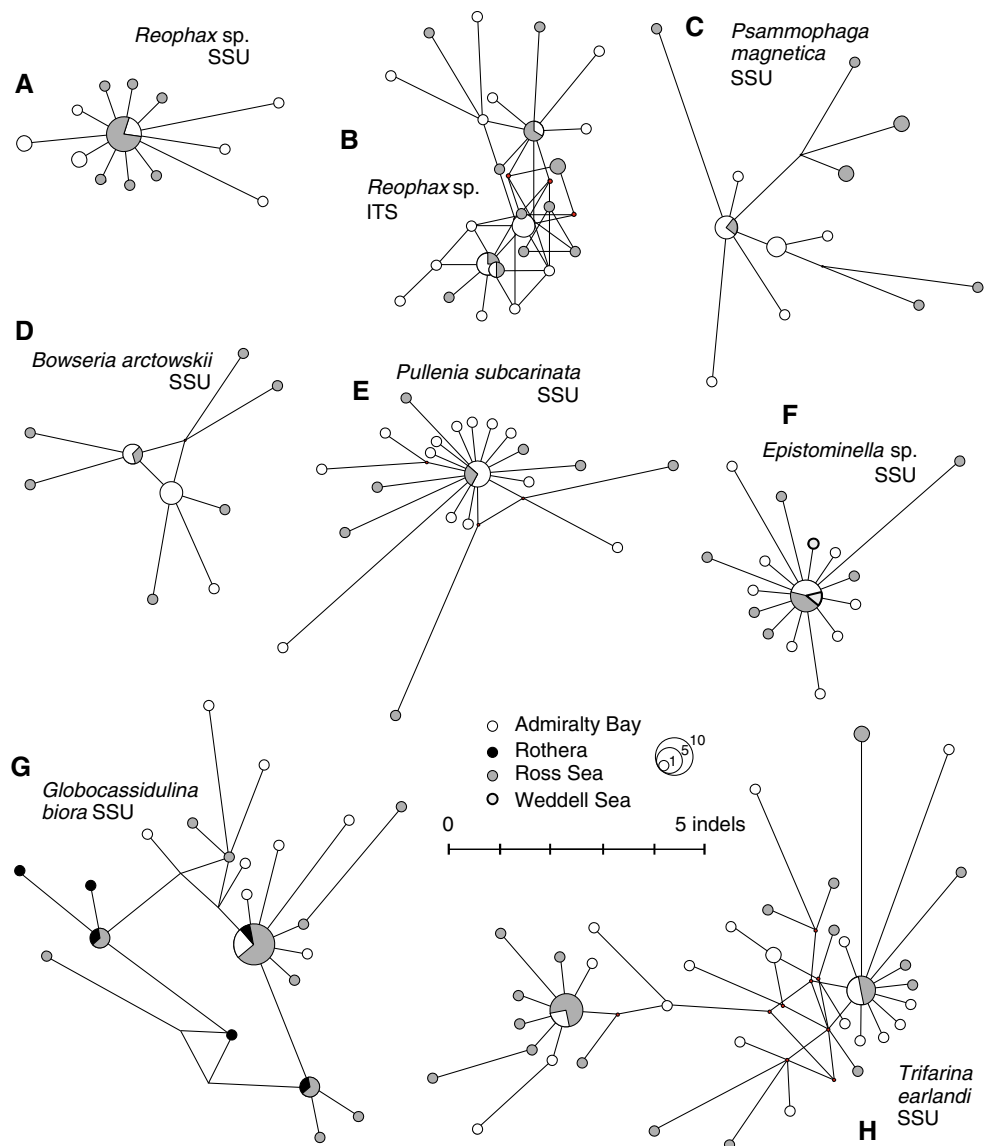 A
Reophax sp.
SSU
B
Reophax sp.
ITS
C
Psammophaga
magnetica
SSU
D
Bowseria arctowskii
SSU
E
Pullenia subcarinata
SSU
F
Epistominella sp.
SSU
G
Globocassidulina
biora SSU
Admiralty Bay
Rothera
Ross Sea
Weddell Sea
1 5 10
0 5 indels
Trifarina
earlandi
SSU
H